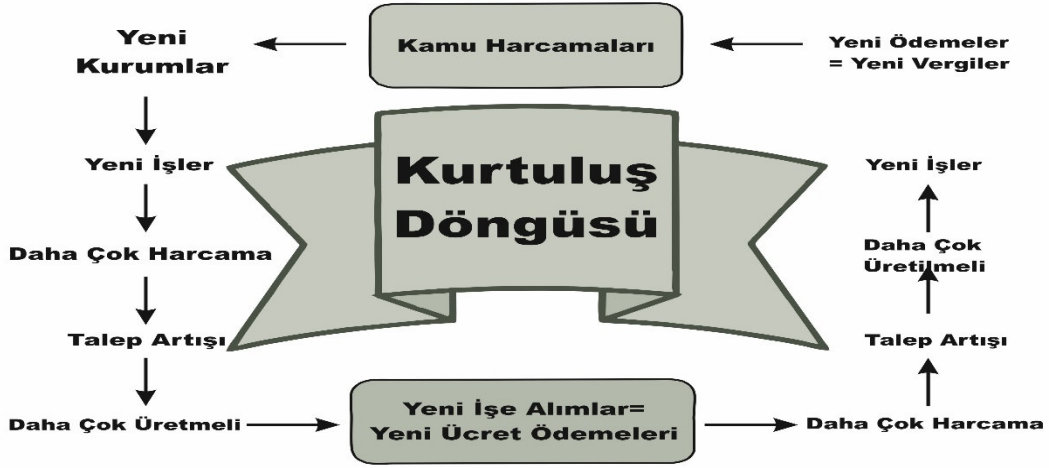 Yeni
Kurumlar
Kamu Harcamaları
Yeni Ödemeler
= Yeni Vergiler
Yeni İşler
Daha Çok Harcama
Talep Artışı
Daha Çok Üretmeli
Kurtuluş
Döngüsü
Yeni İşler
Daha Çok
Üretilmeli
Talep Artışı
Daha Çok Harcama
Yeni İşe Alımlar=
Yeni Ücret Ödemeleri